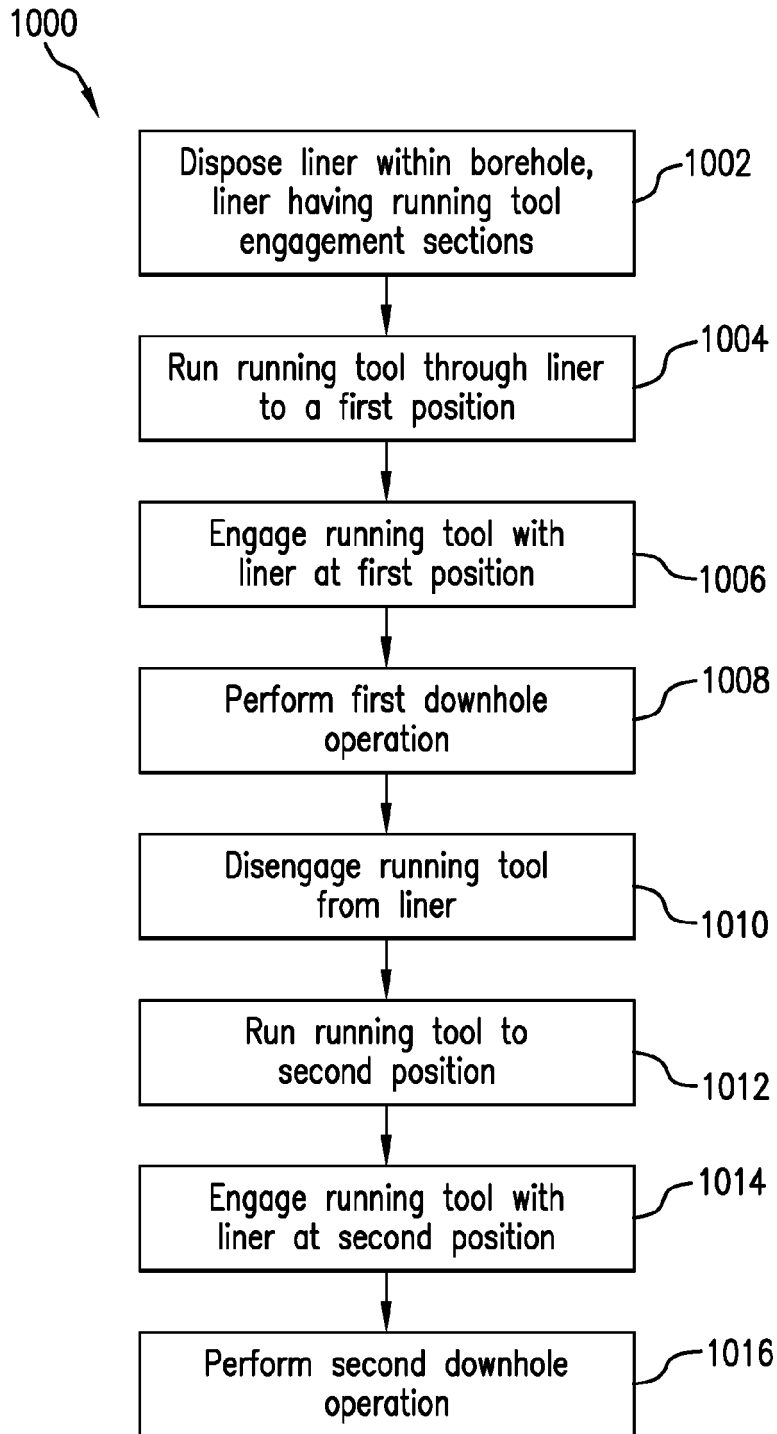 1000
Dispose liner within borehole,
liner having running tool
engagement sections
1002
Run running tool through liner
to a first position
1004
Engage running tool with
liner at first position
1006
Perform first downhole
operation
1008
Disengage running tool
from liner
1010
Run running tool to
second position
1012
Engage running tool with
liner at second position
1014
Perform second downhole
operation
1016